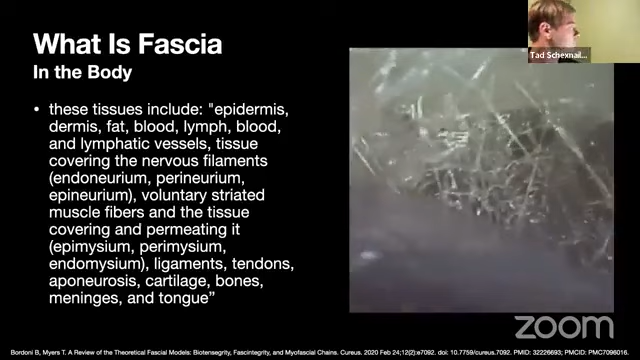 What Is Fascia
In the Body
• these tissues include: "epidermis,
dermis, fat, blood, lymph, blood,
and lymphatic vessels, tissue
covering the nervous filaments
(endoneurium, perineurium,
epineurium), voluntary striated
muscle fibers and the tissue
covering and permeating it
(epimysium, perimysium,
endomysium), ligaments, tendons,
aponeurosis, cartilage, bones,
meninges, and tongue”
Tad Schexnail...
zoom
Bordoni B, Myers T. A Review of the Theoretical Fascial Models: Biotensegrity, Fascintegrity, and Myofascial Chains. Cureus. 2020 Feb 24;12(2):e7092. doi: 10.7759/cureus.7092. PMID: 32226693; PMCID: PMC7096016.